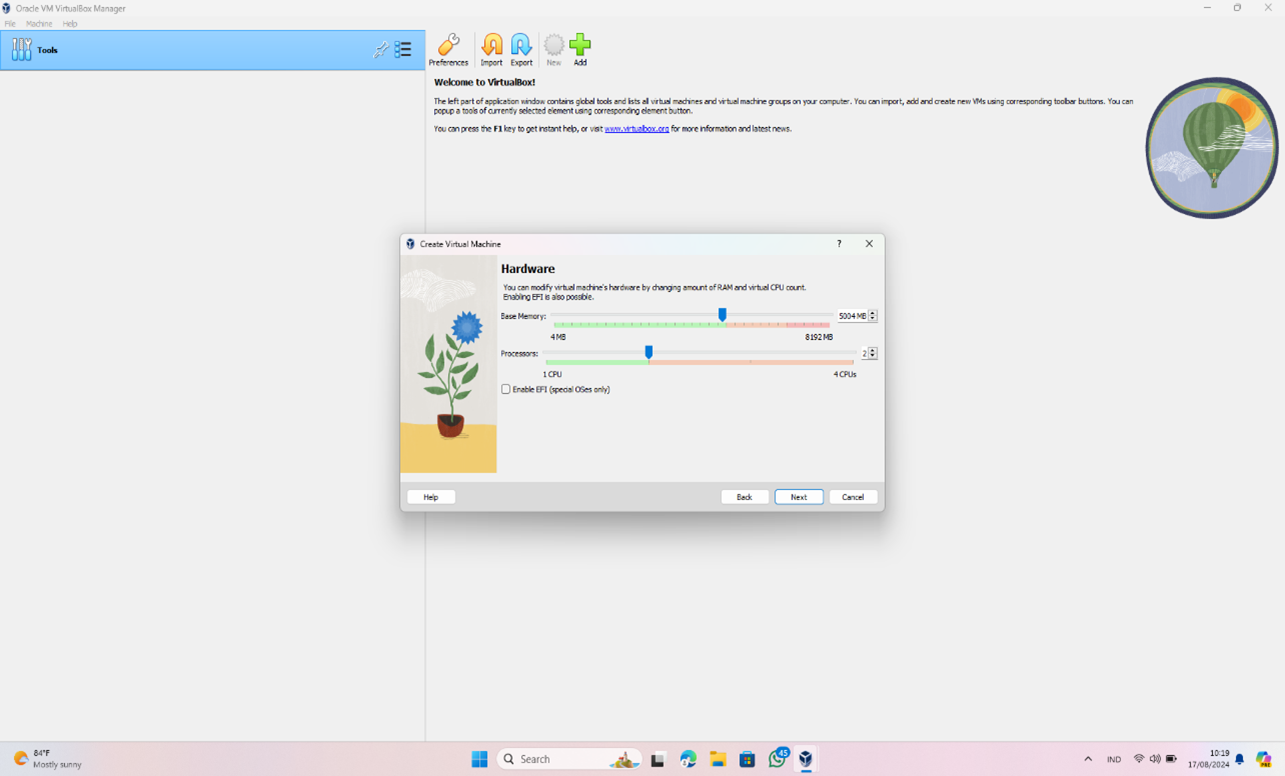 Oracle VM VirtualBox Manager
File Machine Help
Tools
Preferences Import Export New Add
Welcome to VirtualBox!
The left part of application window contains global tools and lists all virtual machines and virtual machine groups on your computer. You can import, add and create new VMs using corresponding toolbar buttons. You can
popup a tools of currently selected element using corresponding element button.
You can press the F1 key to get instant help, or visit www.virtualbox.org for more information and latest news.
Create Virtual Machine ?
Hardware
You can modify virtual machine's hardware by changing amount of RAM and virtual CPU count.
Enabling EFI is also possible.
Base Memory: 5004 MB
4 MB 8192 MB
Processors: 2
1 CPU 4 CPUs
Enable EFI (special OSes only)
Help Back Next Cancel
84°F
Mostly sunny
Search
45
IND
10:19
17/08/2024
PRE